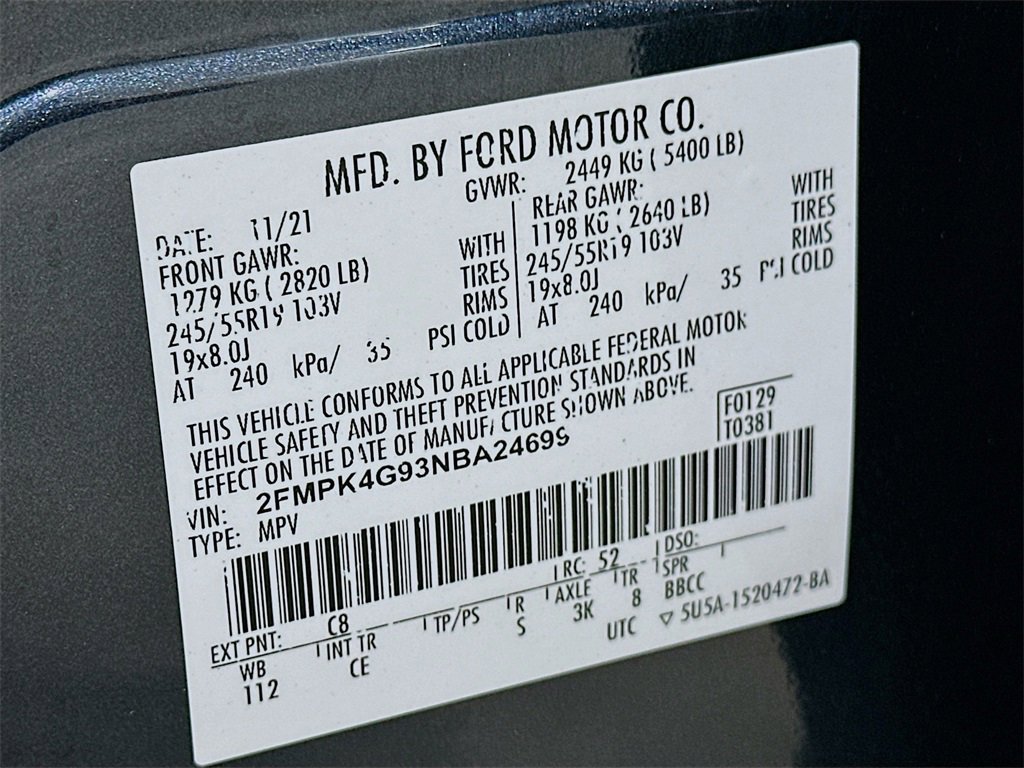 MFD. BY FORD MOTOR CO.
DATE: 11/21 GVWR: 2449 KG ( 5400 LB)
FRONT GAWR: REAR GAWR:
1279 KG ( 2820 LB) WITH 1198 KG ( 2640 LB) WITH
245/55R19 103V TIRES 245/55R19 103V TIRES
19x8.0J RIMS 19x8.0J RIMS
AT 240 kPa/ 35 PSI COLD AT 240 kPa/ 35 PSI COLD
THIS VEHICLE CONFORMS TO ALL APPLICABLE FEDERAL MOTOR
VEHICLE SAFETY AND THEFT PREVENTION STANDARDS IN
EFFECT ON THE DATE OF MANUFACTURE SHOWN ABOVE.
F0129
T0381
VIN: 2FMPK4G93NBA24699
TYPE: MPV
EXT PNT: C8 RC: 52 DSO:
WB INT TR TP/PS R AXLE TR SPR
112 CE S 3K 8 BBCC
UTC ▽ 5U5A-1520472-BA